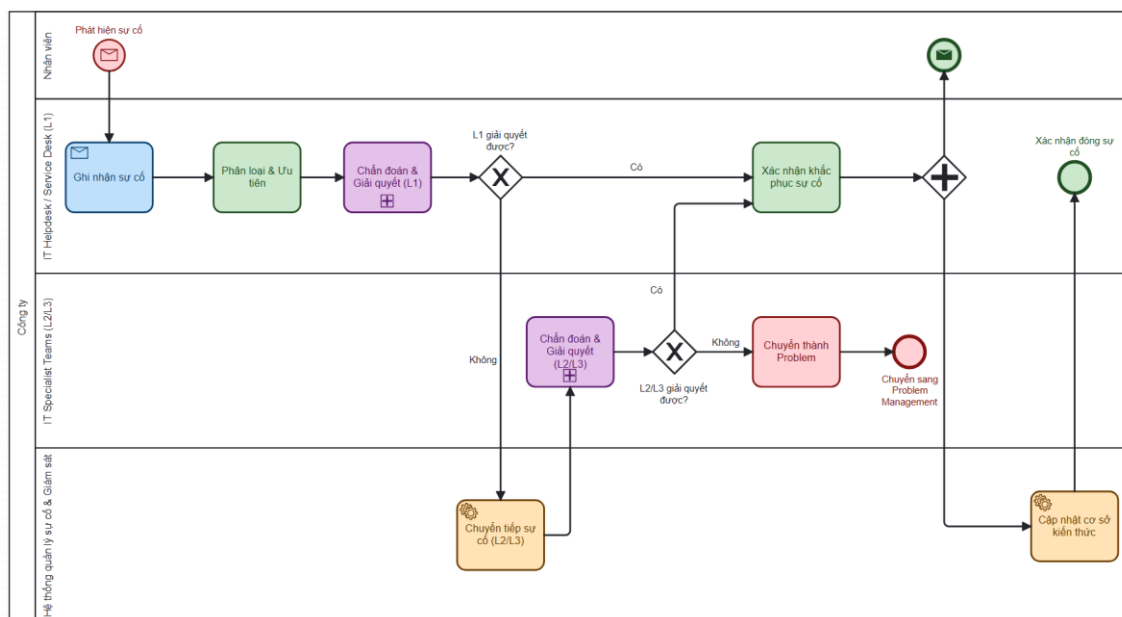 Công ty
Nhân viên
Phát hiện sự cố
IT Helpdesk / Service Desk (L1)
Ghi nhận sự cố
Phân loại & Ưu
tiên
Chẩn đoán &
Giải quyết (L1)
L1 giải quyết
được?
Có
Xác nhận khắc
phục sự cố
Xác nhận đóng sự
cố
IT Specialist Teams (L2/L3)
Không
Chẩn đoán &
Giải quyết
(L2/L3)
Có
L2/L3 giải quyết
được?
Không
Chuyển thành
Problem
Chuyển sang
Problem
Management
Hệ thống quản lý sự cố & Giám sát
Chuyển tiếp sự
cố (L2/L3)
Cập nhật cơ sở
kiến thức